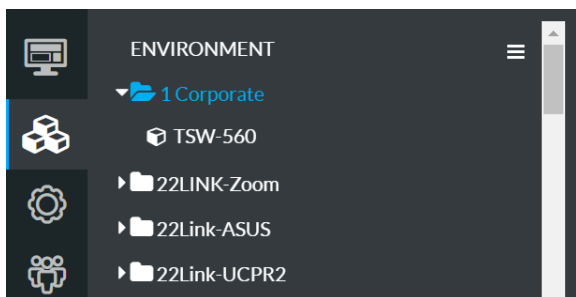 ENVIRONMENT
1 Corporate
TSW-560
22LINK-Zoom
22Link-ASUS
22Link-UCPR2